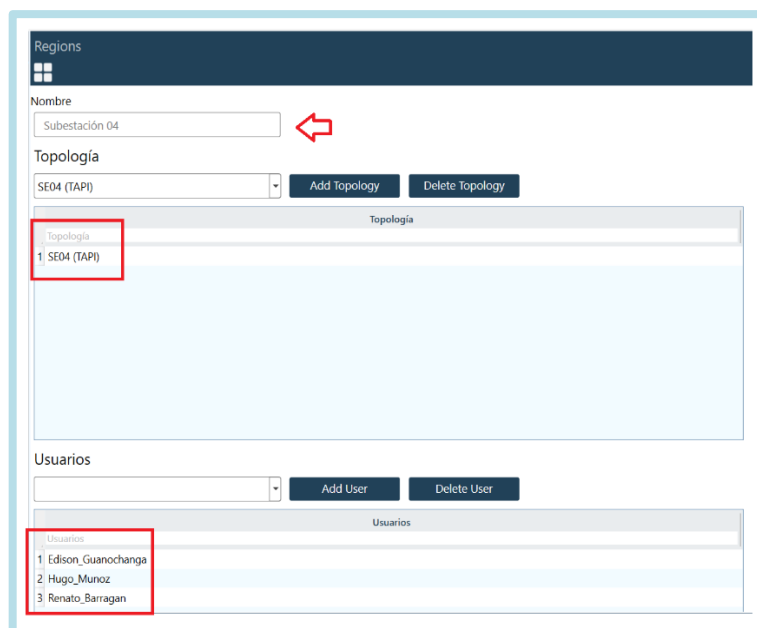 Regions
Nombre
Subestación 04
Topología
SE04 (TAPI) Add Topology Delete Topology
Topología
Topología
1 SE04 (TAPI)
Usuarios
Add User Delete User
Usuarios
Usuarios
1 Edison_Guanochanga
2 Hugo_Munoz
3 Renato_Barragan